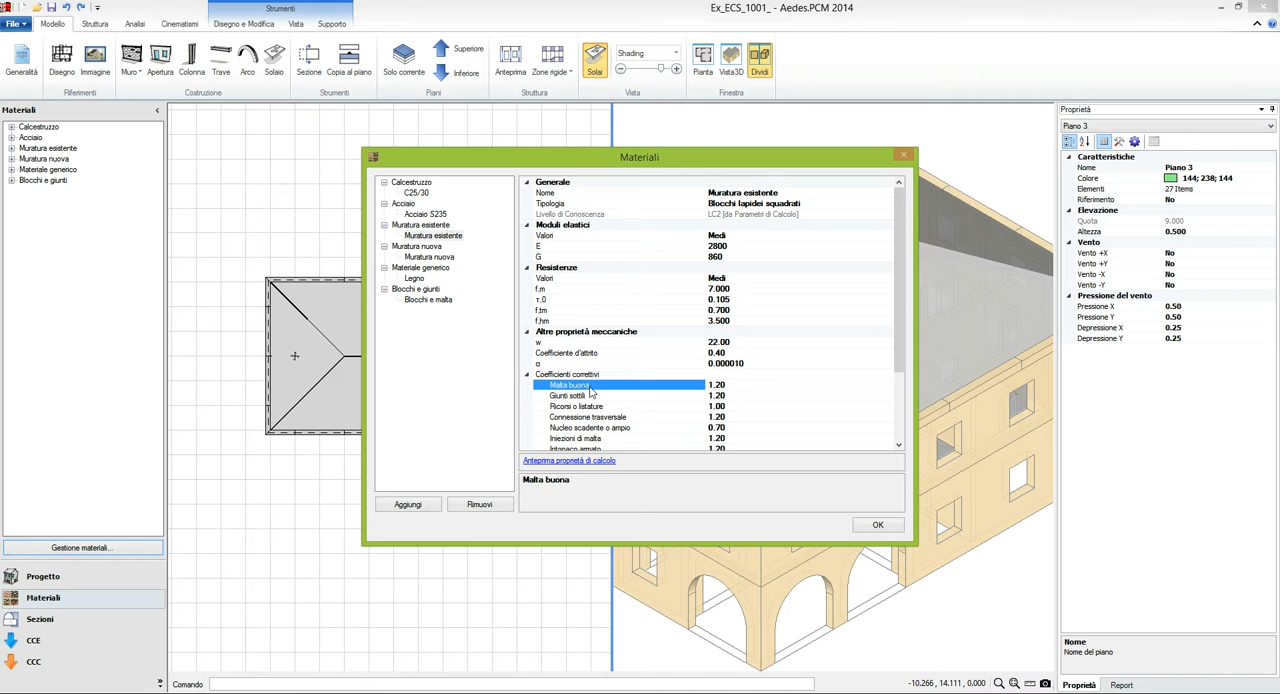 Strumenti
Ex_ECS_1001_ - Aedes.PCM 2014
File Modello Struttura Analisi Cinematismi Disegno e Modifica Vista Supporto
Generalità Disegno Immagine Muro Apertura Colonna Trave Arco Solaio Sezione Copia al piano Solo corrente Superiore Inferiore Anteprima Zone rigide Solai Shading Pianta Vista3D Dividi
Riferimenti Costruzione Strumenti Piani Struttura Vista Finestra
Materiali
Calcestruzzo
Acciaio
Muratura esistente
Muratura nuova
Materiale generico
Blocchi e giunti
Gestione materiali...
Progetto
Materiali
Sezioni
CCE
CCC
Materiali
Calcestruzzo
C25/30
Acciaio
Acciaio S235
Muratura esistente
Muratura esistente
Muratura nuova
Muratura nuova
Materiale generico
Legno
Blocchi e giunti
Blocchi e malta
Aggiungi Rimuovi
Generale
Nome Muratura esistente
Tipologia Blocchi lapidei squadrati
Livello di Conoscenza LC2 [da Parametri di Calcolo]
Moduli elastici
Valori Medi
E 2800
G 860
Resistenze
Valori Medi
f,m 7.000
τ,0 0.105
f,tm 0.700
f,hm 3.500
Altre proprietà meccaniche
w 22.00
Coefficiente d'attrito 0.40
α 0.000010
Coefficienti correttivi
Malta buona 1.20
Giunti sottili 1.20
Ricorsi o listature 1.00
Connessione trasversale 1.20
Nucleo scadente o ampio 0.70
Iniezioni di malta 1.20
Intonaco armato 1.20
Anteprima proprietà di calcolo
Malta buona
OK
Proprietà
Piano 3
Caratteristiche
Nome Piano 3
Colore 144; 238; 144
Elementi 27 Items
Riferimento No
Elevazione
Quota 9.000
Altezza 0.500
Vento
Vento +X No
Vento +Y No
Vento -X No
Vento -Y No
Pressione del vento
Pressione X 0.50
Pressione Y 0.50
Depressione X 0.25
Depressione Y 0.25
Nome
Nome del piano
Proprietà Report
Comando
-10.266 , 14.111 , 0.000